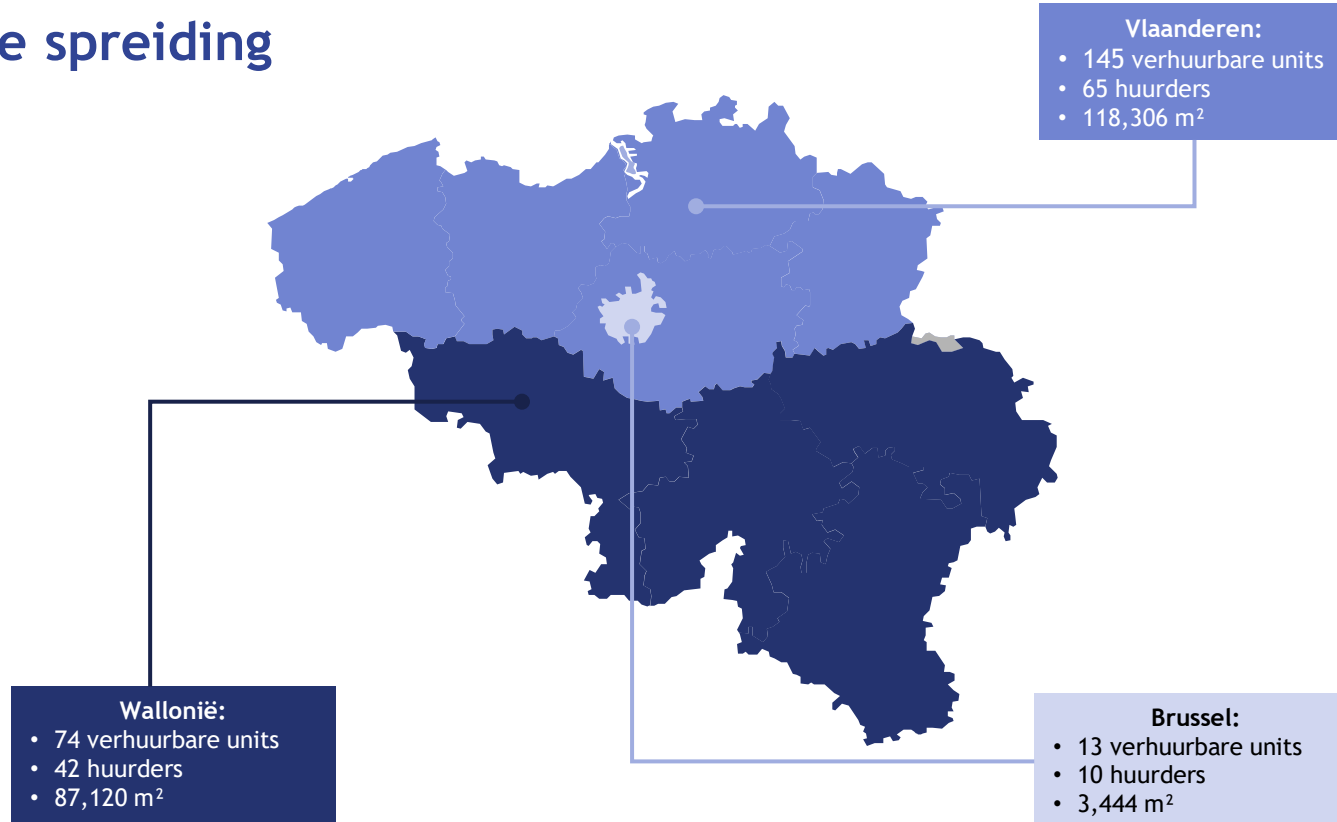 e spreiding
Vlaanderen:
• 145 verhuurbare units
• 65 huurders
• 118,306 m²
Wallonië:
• 74 verhuurbare units
• 42 huurders
• 87,120 m²
Brussel:
• 13 verhuurbare units
• 10 huurders
• 3,444 m²